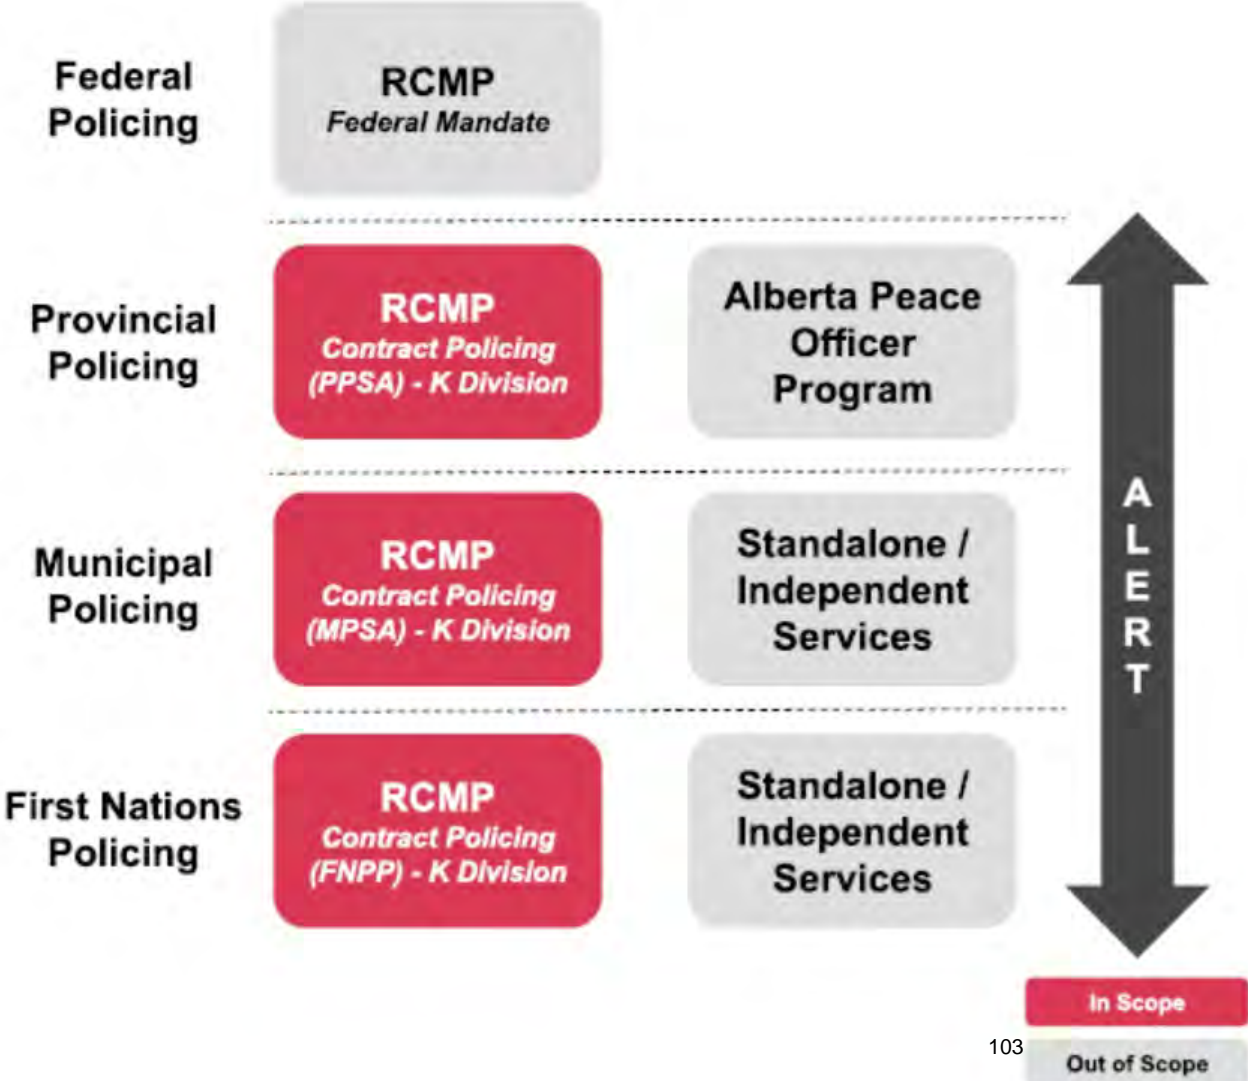 Federal
Policing
RCMP
Federal Mandate
Provincial
Policing
RCMP
Contract Policing
(PPSA) - K Division
Alberta Peace
Officer
Program
Municipal
Policing
RCMP
Contract Policing
(MPSA) - K Division
Standalone /
Independent
Services
First Nations
Policing
RCMP
Contract Policing
(FNPP) - K Division
Standalone /
Independent
Services
A
L
E
R
T
In Scope
103
Out of Scope